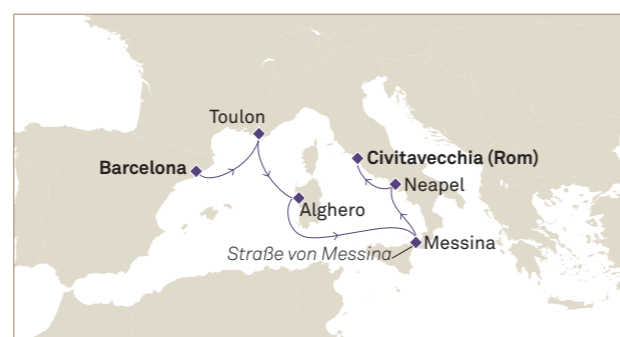 Toulon
Barcelona
Civitavecchia (Rom)
Neapel
Alghero
Messina
Straße von Messina